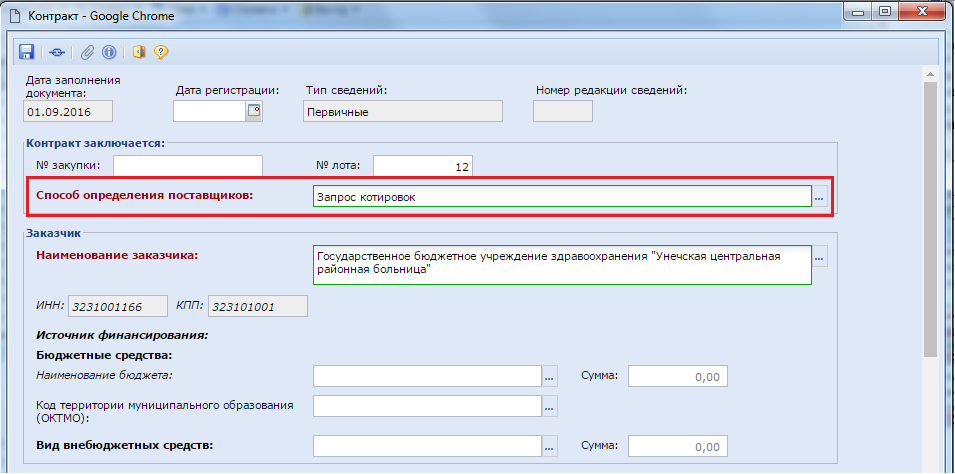 Контракт - Google Chrome
Дата заполнения
документа:
Дата регистрации:
Тип сведений:
Номер редакции сведений:
01.09.2016
Первичные
Контракт заключается:
№ закупки:
№ лота:
12
Способ определения поставщиков:
Запрос котировок
...
Заказчик
Наименование заказчика:
Государственное бюджетное учреждение здравоохранения "Унечская центральная
районная больница"
...
ИНН:
3231001166
КПП:
323101001
Источник финансирования:
Бюджетные средства:
Наименование бюджета:
...
Сумма:
0,00
Код территории муниципального образования
(ОКТМО):
...
Вид внебюджетных средств:
...
Сумма:
0,00